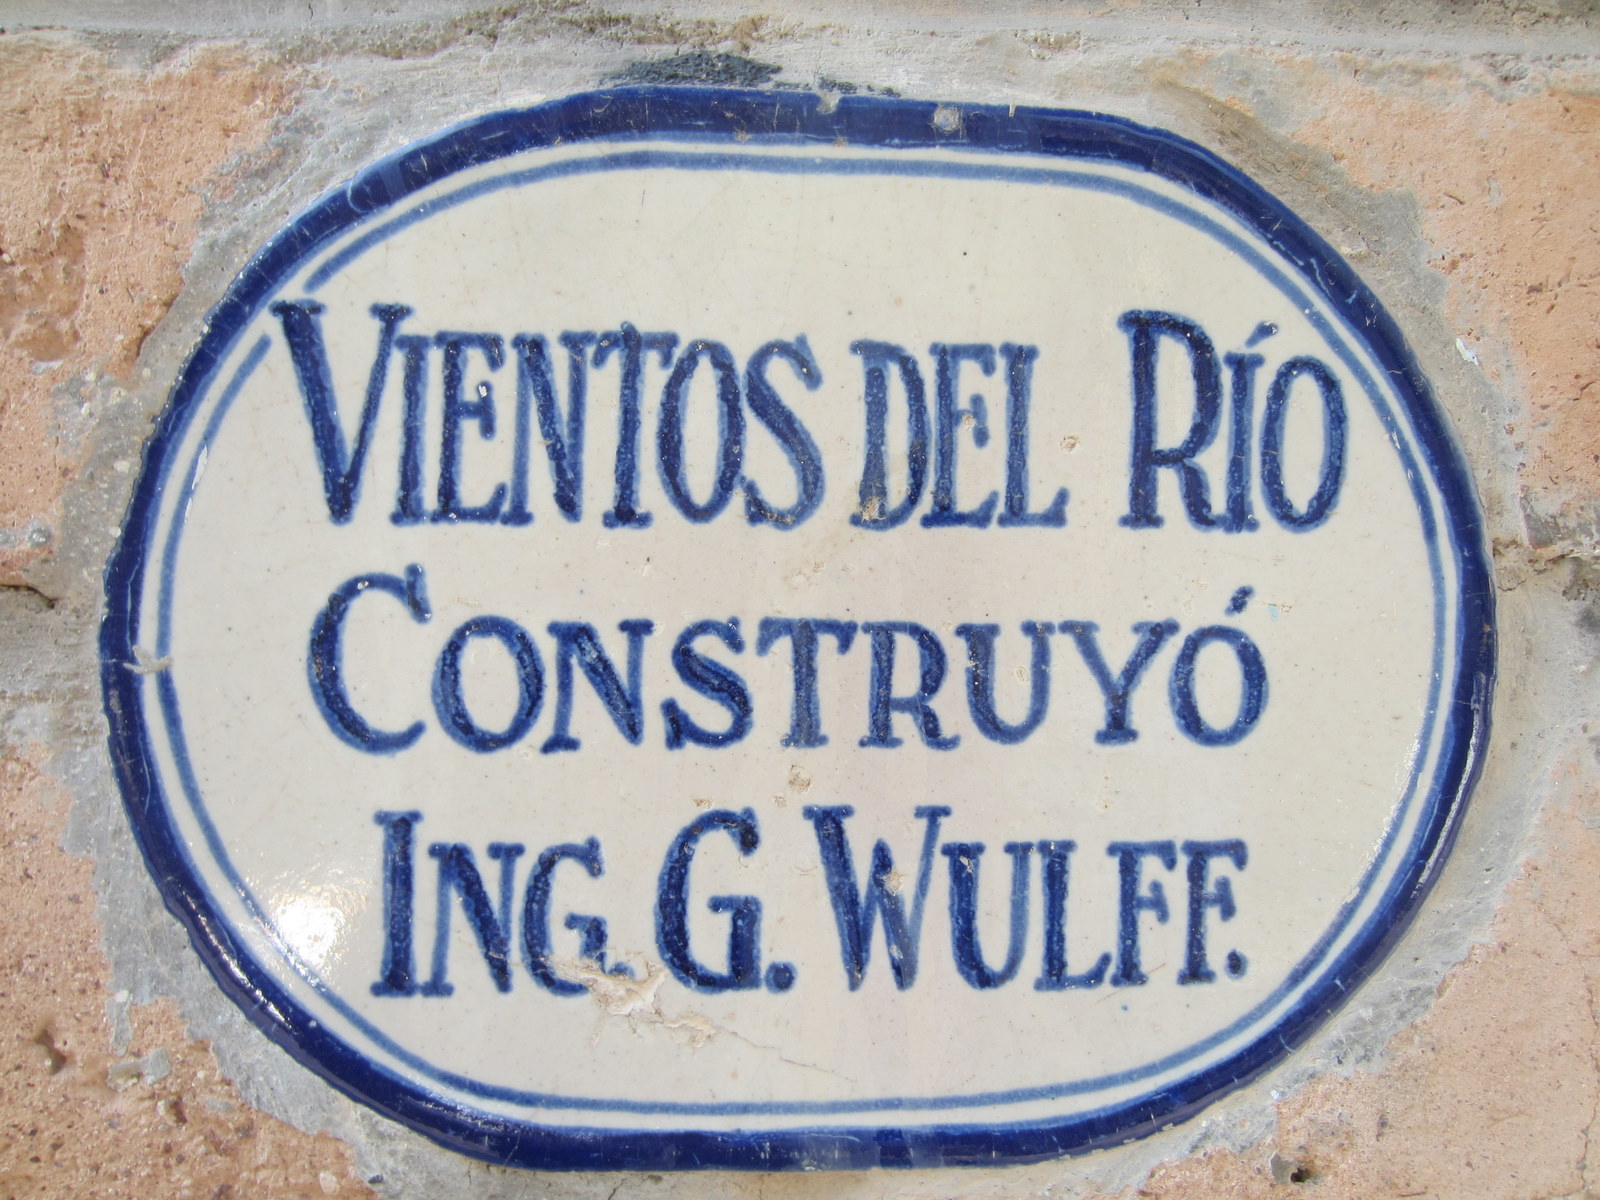 VIENTOS DEL RÍO
CONSTRUYÓ
ING. G. WULFF.